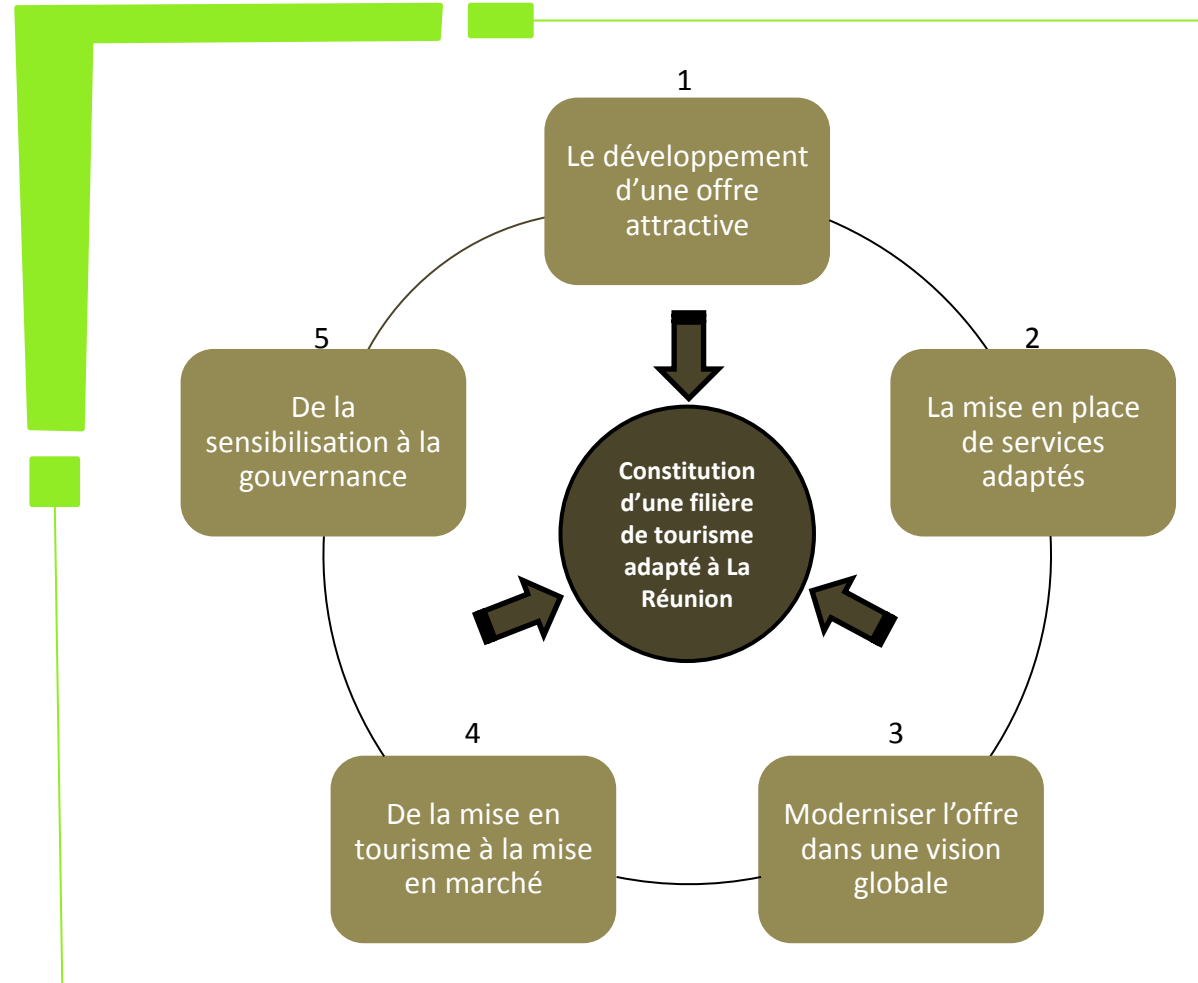 1
Le développement
d’une offre
attractive
2
La mise en place
de services
adaptés
3
Moderniser l’offre
dans une vision
globale
4
De la mise en
tourisme à la mise
en marché
5
De la
sensibilisation à la
gouvernance
Constitution
d’une filière
de tourisme
adapté à La
Réunion